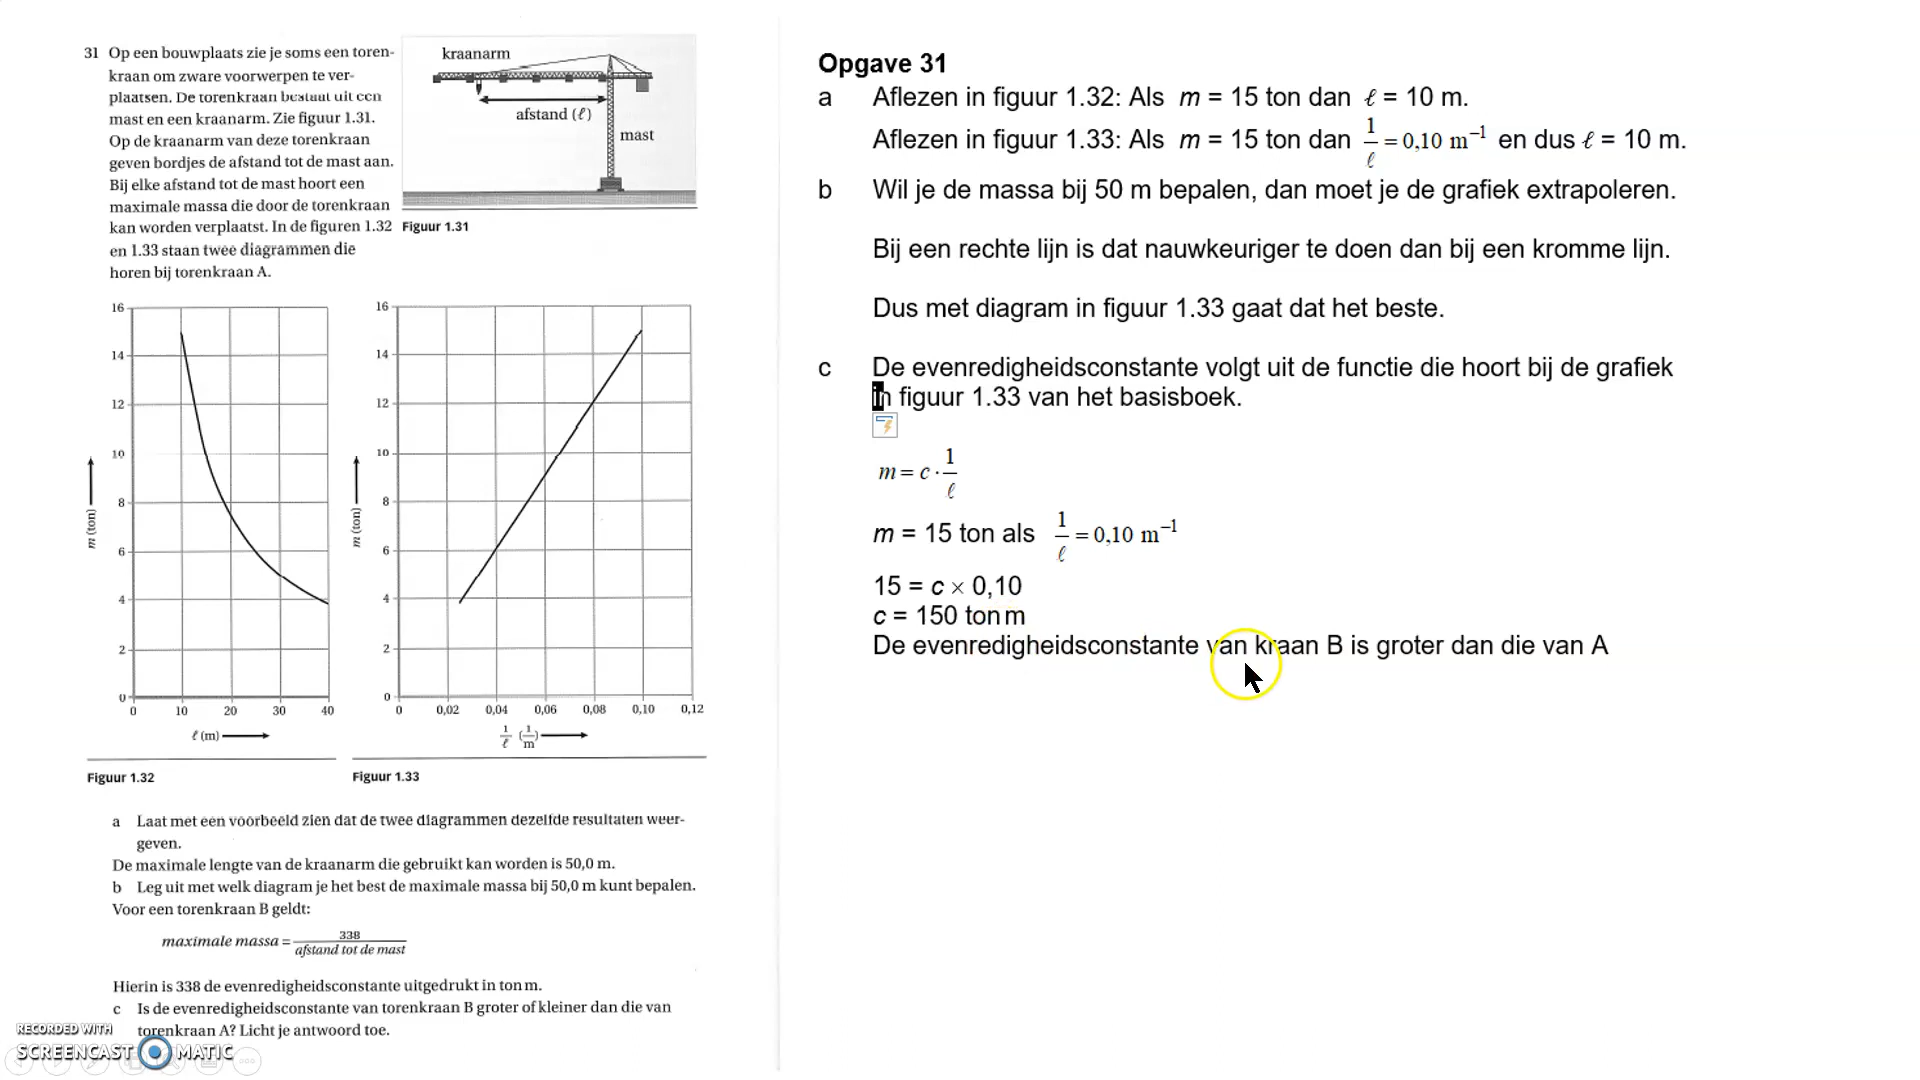 31 Op een bouwplaats zie je soms een toren-
kraan om zware voorwerpen te ver-
plaatsen. De torenkraan bestaat uit een
mast en een kraanarm. Zie figuur 1.31.
Op de kraanarm van deze torenkraan
geven bordjes de afstand tot de mast aan.
Bij elke afstand tot de mast hoort een
maximale massa die door de torenkraan
kan worden verplaatst. In de figuren 1.32
en 1.33 staan twee diagrammen die
horen bij torenkraan A.
kraanarm
afstand (ℓ)
mast
Figuur 1.31
16
14
12
10
8
6
4
2
0
m (ton)
0 10 20 30 40
ℓ (m)
Figuur 1.32
16
14
12
10
8
6
4
2
0
m (ton)
0 0,02 0,04 0,06 0,08 0,10 0,12
1/ℓ (1/m)
Figuur 1.33
a Laat met een voorbeeld zien dat de twee diagrammen dezelfde resultaten weer-
geven.
De maximale lengte van de kraanarm die gebruikt kan worden is 50,0 m.
b Leg uit met welk diagram je het best de maximale massa bij 50,0 m kunt bepalen.
Voor een torenkraan B geldt:
maximale massa = 338 / afstand tot de mast
Hierin is 338 de evenredigheidsconstante uitgedrukt in ton m.
c Is de evenredigheidsconstante van torenkraan B groter of kleiner dan die van
torenkraan A? Licht je antwoord toe.
RECORDED WITH
SCREENCAST MATIC
Opgave 31
a Aflezen in figuur 1.32: Als m = 15 ton dan ℓ = 10 m.
Aflezen in figuur 1.33: Als m = 15 ton dan 1/ℓ = 0,10 m⁻¹ en dus ℓ = 10 m.
b Wil je de massa bij 50 m bepalen, dan moet je de grafiek extrapoleren.
Bij een rechte lijn is dat nauwkeuriger te doen dan bij een kromme lijn.
Dus met diagram in figuur 1.33 gaat dat het beste.
c De evenredigheidsconstante volgt uit de functie die hoort bij de grafiek
in figuur 1.33 van het basisboek.
m = c · 1/ℓ
m = 15 ton als 1/ℓ = 0,10 m⁻¹
15 = c × 0,10
c = 150 ton m
De evenredigheidsconstante van kraan B is groter dan die van A